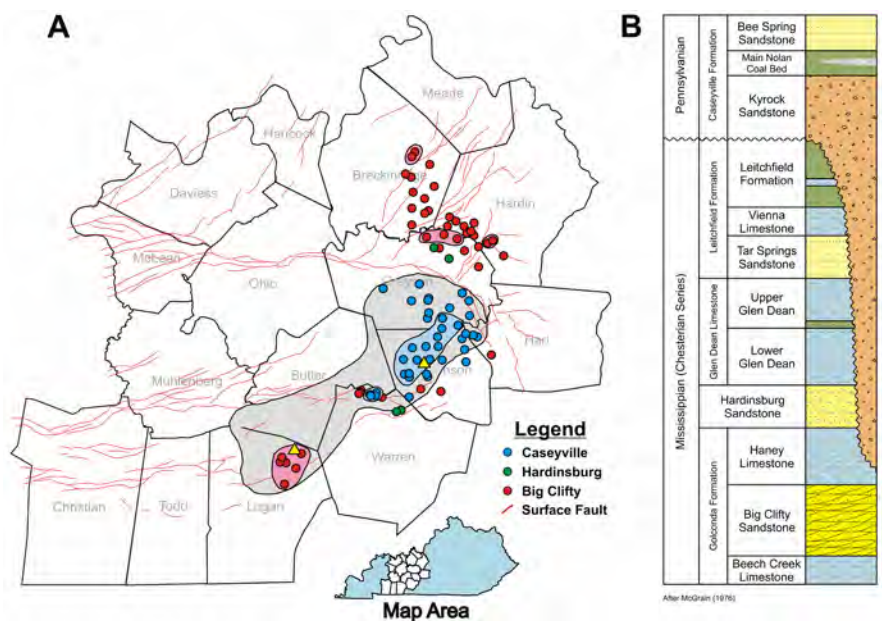 A
Meade
Hancock
Breckinridge
Daviess
Hardin
McLean
Ohio
Grayson
Hart
Muhlenberg
Butler
Warren
Christian
Todd
Logan
Legend
Caseyville
Hardinsburg
Big Clifty
Surface Fault
Map Area
B
Pennsylvanian
Caseyville Formation
Bee Spring
Sandstone
Main Nolan
Coal Bed
Kyrock
Sandstone
Mississippian (Chesterian Series)
Leitchfield Formation
Leitchfield
Formation
Vienna
Limestone
Tar Springs
Sandstone
Glen Dean Limestone
Upper
Glen Dean
Lower
Glen Dean
Hardinsburg
Sandstone
Golconda Formation
Haney
Limestone
Big Clifty
Sandstone
Beech Creek
Limestone
After McGrain (1976)